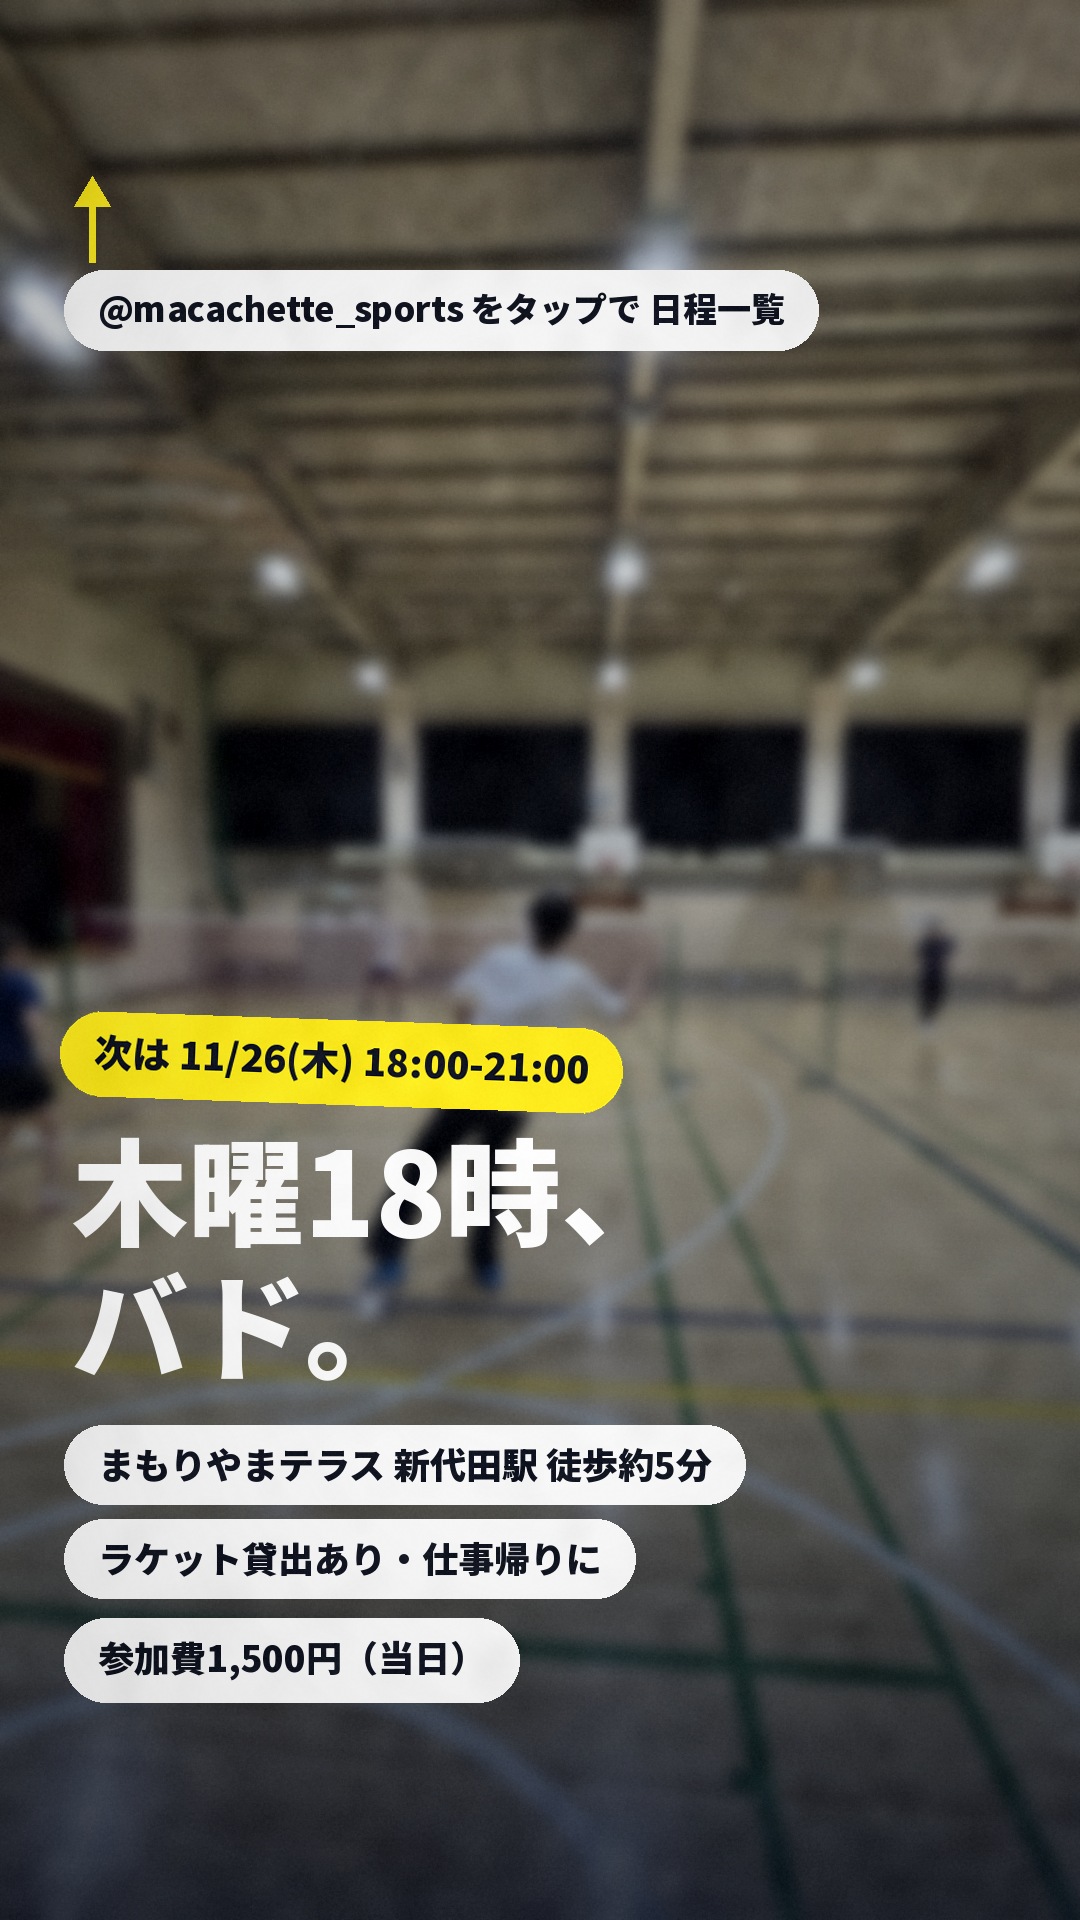 @macachette_sports をタップで 日程一覧
次は 11/26(木) 18:00-21:00
木曜18時、
バド。
まもりやまテラス 新代田駅 徒歩約5分
ラケット貸出あり・仕事帰りに
参加費1,500円（当日）